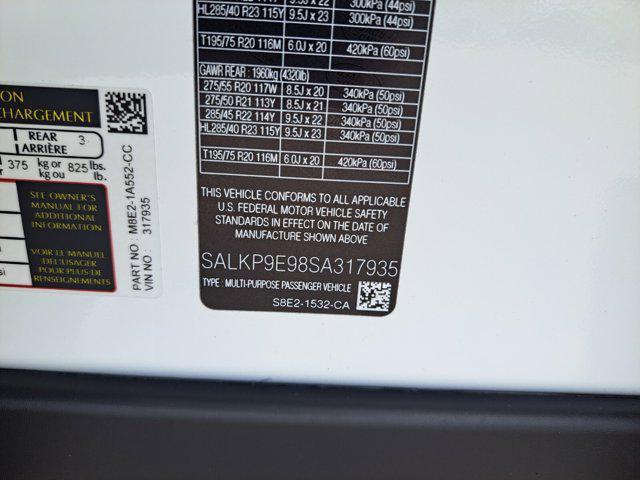 HL285/40 R23 115Y 9.5J x 23 300kPa (44psi)
T195/75 R20 116M 6.0J x 20 420kPa (60psi)
GAWR REAR : 1960kg (4320lb)
275/55 R20 117W 8.5J x 20 340kPa (50psi)
275/50 R21 113Y 8.5J x 21 340kPa (50psi)
285/45 R22 114Y 9.5J x 22 340kPa (50psi)
HL285/40 R23 115Y 9.5J x 23 340kPa (50psi)
T195/75 R20 116M 6.0J x 20 420kPa (60psi)
THIS VEHICLE CONFORMS TO ALL APPLICABLE
U.S. FEDERAL MOTOR VEHICLE SAFETY
STANDARDS IN EFFECT ON THE DATE OF
MANUFACTURE SHOWN ABOVE
SALKP9E98SA317935
TYPE : MULTI-PURPOSE PASSENGER VEHICLE
S8E2-1532-CA
CHARGEMENT
REAR 3
ARRIÈRE
375 kg or 825 lbs.
kg ou lb.
SEE OWNER'S
MANUAL FOR
ADDITIONAL
INFORMATION
VOIR LE MANUEL
DE L'USAGER
POUR PLUS DE
RENSEIGNEMENTS
PART NO : M8E2-1A552-CC
VIN NO : 317935